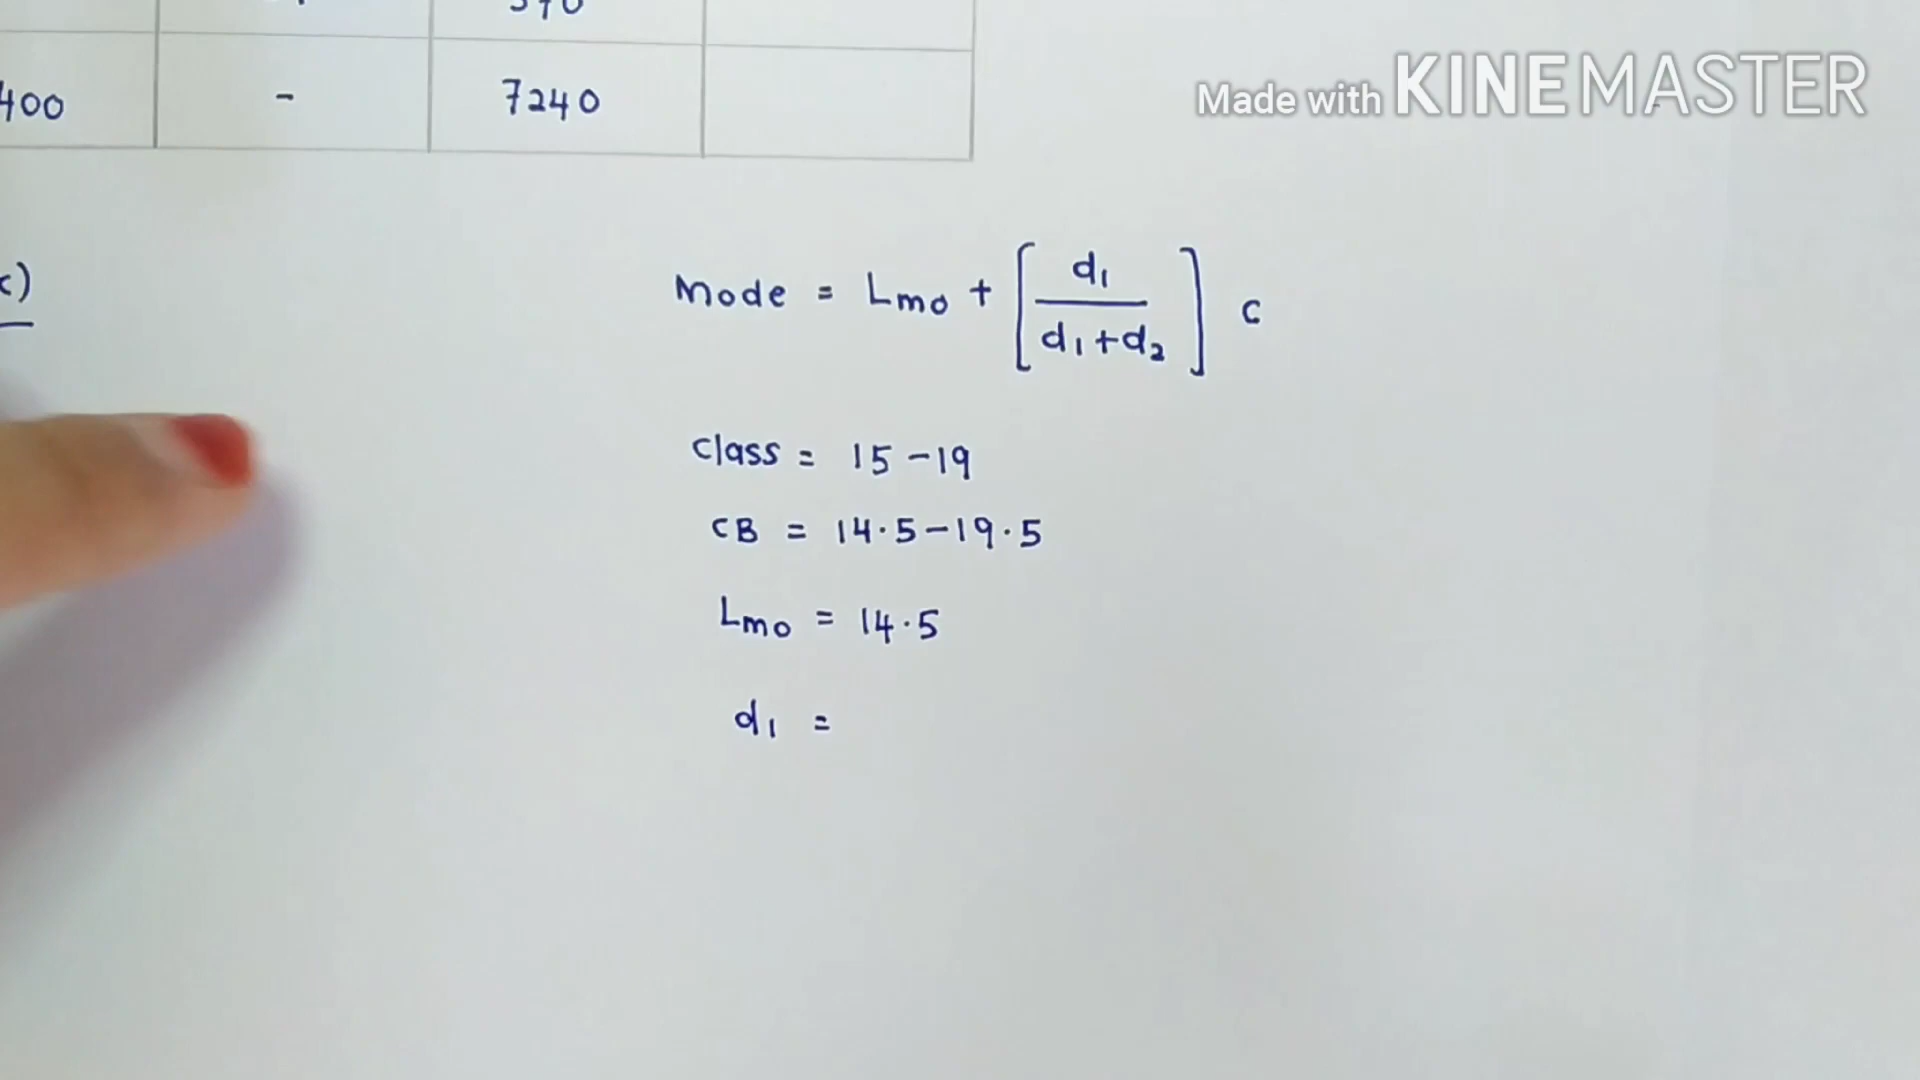 Made with KINEMASTER
400 - 7240
c)
Mode = Lmo + [d₁ / d₁+d₂] c
Class = 15-19
CB = 14.5-19.5
Lmo = 14.5
d₁ =